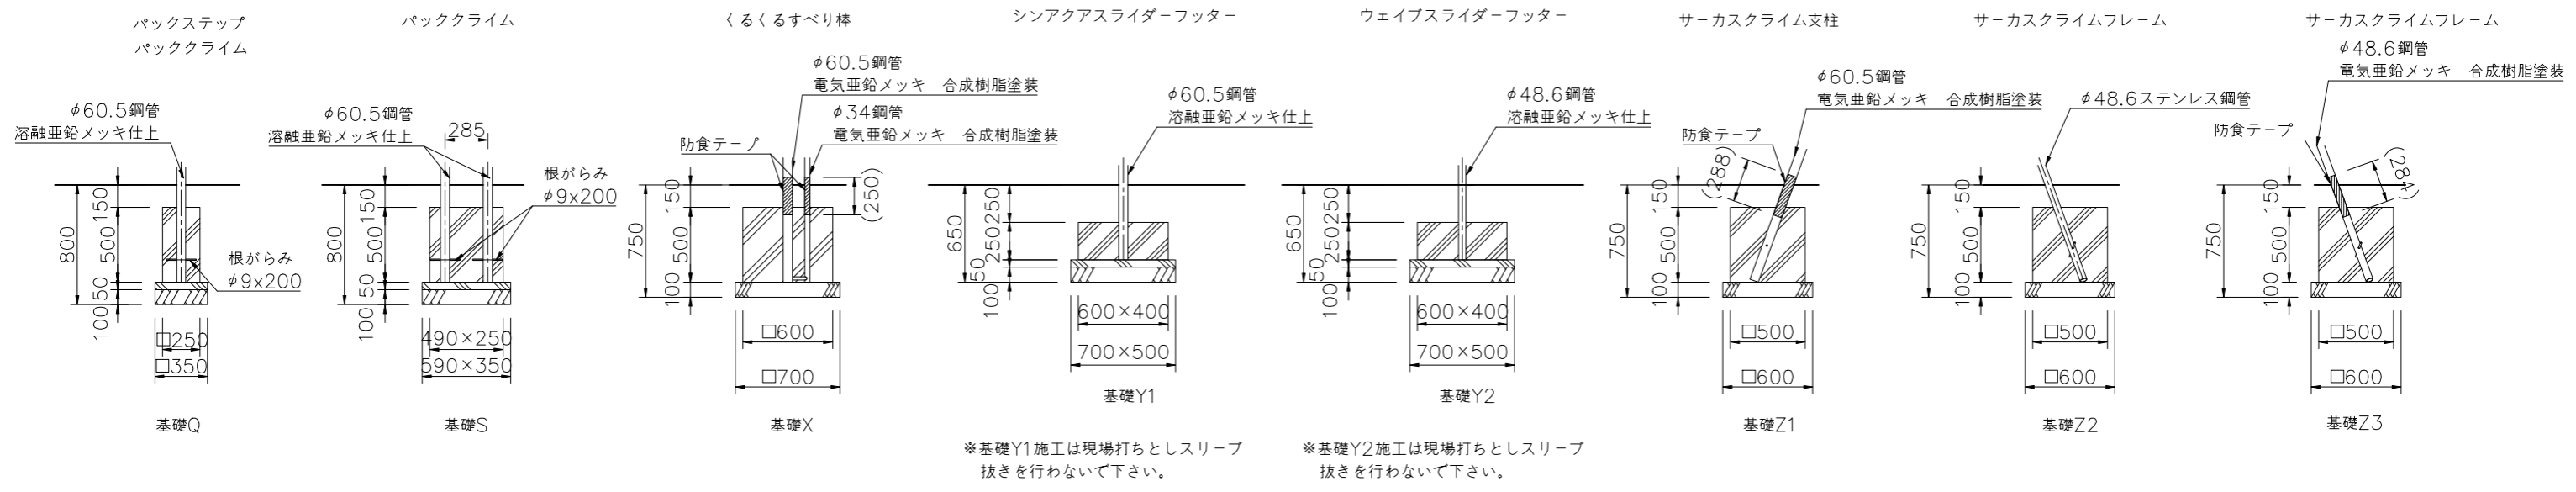 パックステップ
パッククライム
φ60.5鋼管
溶融亜鉛メッキ仕上
800
150
500
50
100
根がらみ
φ9x200
□250
□350
基礎Q
パッククライム
φ60.5鋼管
溶融亜鉛メッキ仕上
285
根がらみ
φ9x200
800
150
500
50
100
490×250
590×350
基礎S
くるくるすべり棒
φ60.5鋼管
電気亜鉛メッキ 合成樹脂塗装
φ34鋼管
電気亜鉛メッキ 合成樹脂塗装
防食テープ
(250)
750
150
500
100
□600
□700
基礎X
シンアクアスライダーフッター
φ60.5鋼管
溶融亜鉛メッキ仕上
650
250
250
50
100
600×400
700×500
基礎Y1
※基礎Y1施工は現場打ちとしスリーブ
抜きを行わないで下さい。
ウェイブスライダーフッター
φ48.6鋼管
溶融亜鉛メッキ仕上
650
250
250
50
100
600×400
700×500
基礎Y2
※基礎Y2施工は現場打ちとしスリーブ
抜きを行わないで下さい。
サーカスクライム支柱
φ60.5鋼管
電気亜鉛メッキ 合成樹脂塗装
防食テープ
(288)
750
150
500
100
□500
□600
基礎Z1
サーカスクライムフレーム
φ48.6ステンレス鋼管
750
150
500
100
□500
□600
基礎Z2
サーカスクライムフレーム
φ48.6鋼管
電気亜鉛メッキ 合成樹脂塗装
防食テープ
(284)
750
150
500
100
□500
□600
基礎Z3